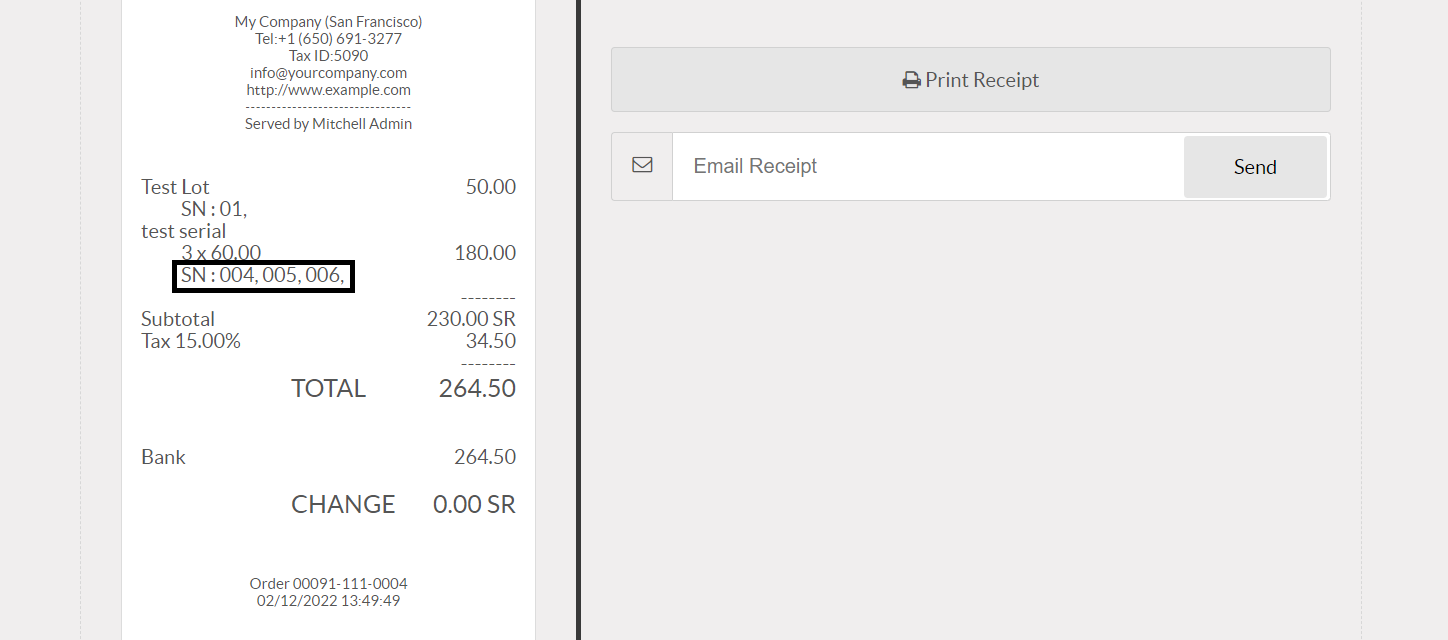 My Company (San Francisco)
Tel:+1 (650) 691-3277
Tax ID:5090
info@yourcompany.com
http://www.example.com
--------------------------------
Served by Mitchell Admin
Test Lot 50.00
SN : 01,
test serial
3 x 60.00 180.00
SN : 004, 005, 006,
--------
Subtotal 230.00 SR
Tax 15.00% 34.50
--------
TOTAL 264.50
Bank 264.50
CHANGE 0.00 SR
Order 00091-111-0004
02/12/2022 13:49:49
Print Receipt
Email Receipt Send